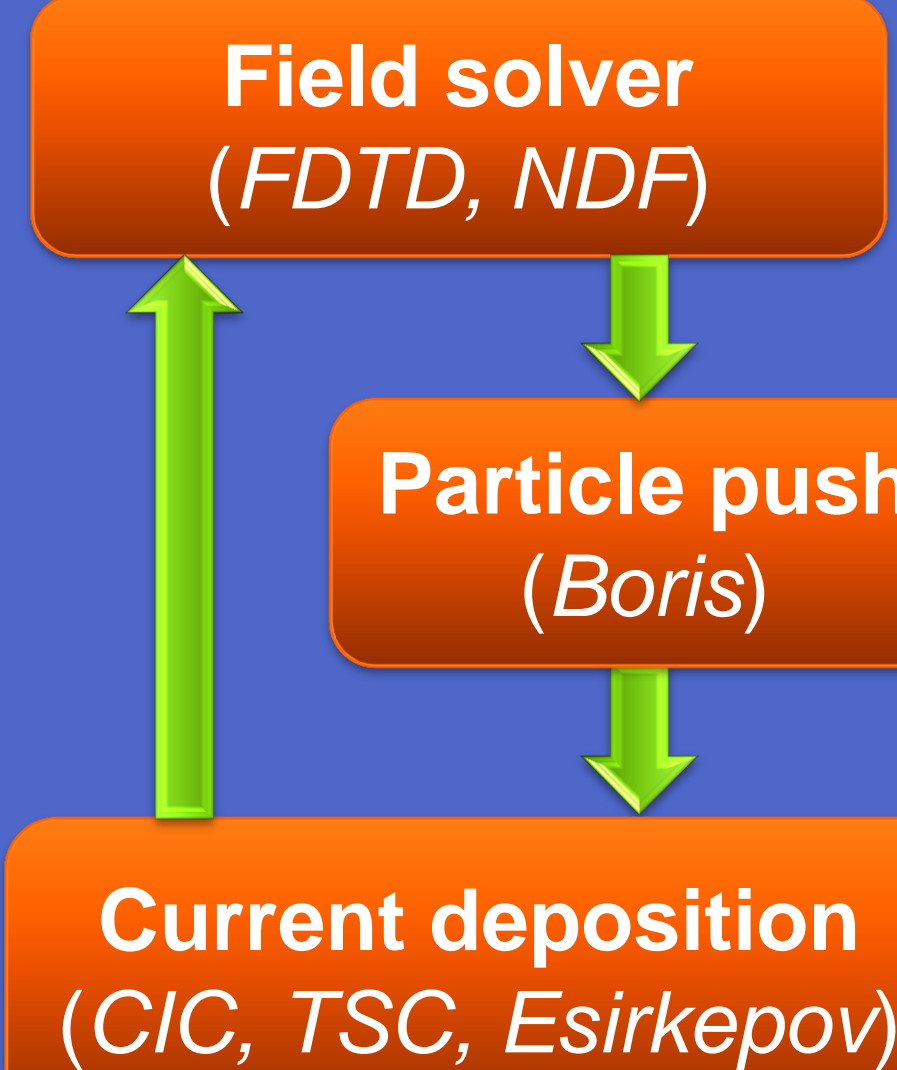 Field solver
(FDTD, NDF)
Particle push
(Boris)
Current deposition
(CIC, TSC, Esirkepov)